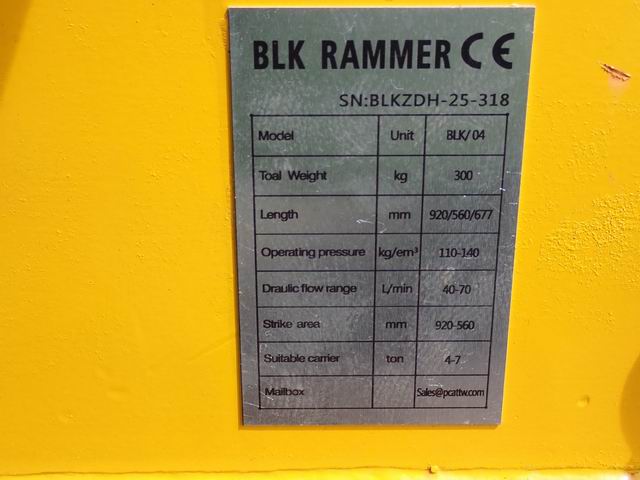 BLK RAMMER CE
SN:BLKZDH-25-318
Model Unit BLK/04
Toal Weight kg 300
Length mm 920/560/677
Operating pressure kg/em³ 110-140
Draulic flow range L/min 40-70
Strike area mm 920-560
Suitable carrier ton 4-7
Mailbox Sales@pcattw.com